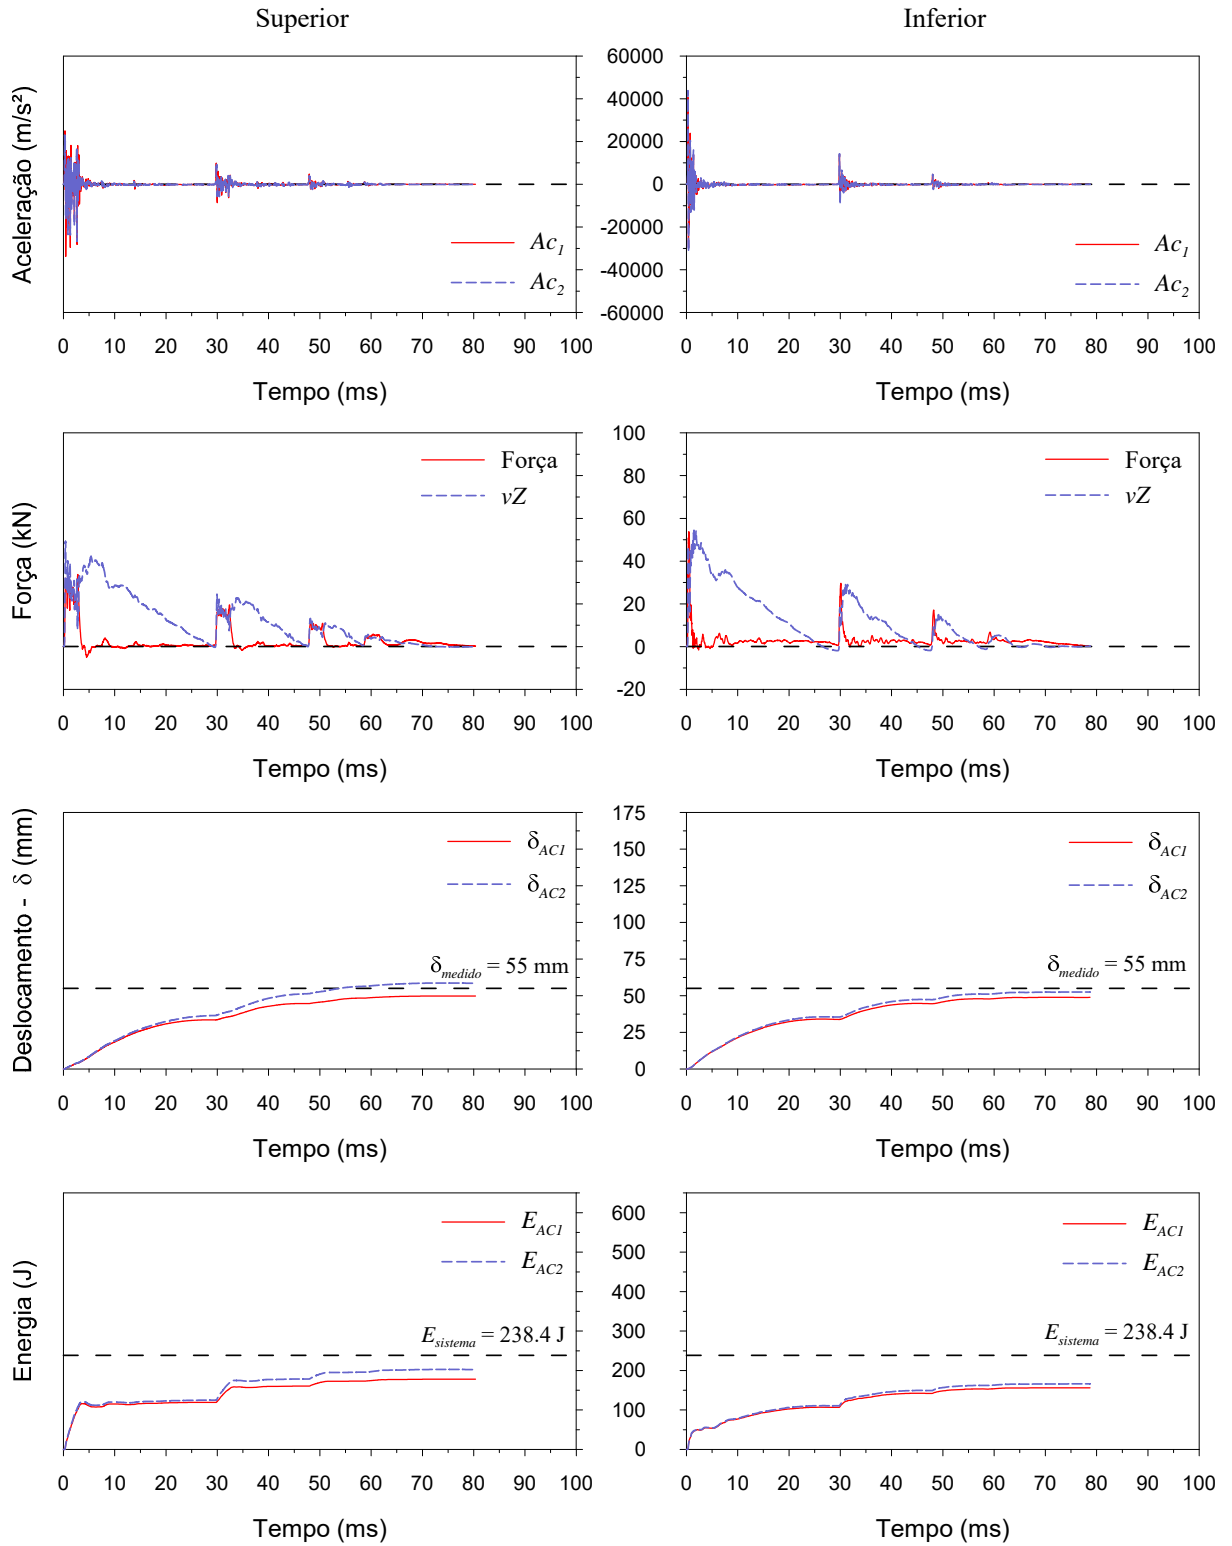 Superior Inferior
Aceleração (m/s²)
60000
40000
20000
0
-20000
-40000
-60000
Ac1 Ac1
Ac2 Ac2
0 10 20 30 40 50 60 70 80 90 100 0 10 20 30 40 50 60 70 80 90 100
Tempo (ms) Tempo (ms)
Força (kN)
100
80
60
40
20
0
-20
Força Força
vZ vZ
0 10 20 30 40 50 60 70 80 90 100 0 10 20 30 40 50 60 70 80 90 100
Tempo (ms) Tempo (ms)
Deslocamento - δ (mm)
175
150
125
100
75
50
25
0
δAC1 δAC1
δAC2 δAC2
δmedido = 55 mm δmedido = 55 mm
0 10 20 30 40 50 60 70 80 90 100 0 10 20 30 40 50 60 70 80 90 100
Tempo (ms) Tempo (ms)
Energia (J)
600
500
400
300
200
100
0
EAC1 EAC1
EAC2 EAC2
Esistema = 238.4 J Esistema = 238.4 J
0 10 20 30 40 50 60 70 80 90 100 0 10 20 30 40 50 60 70 80 90 100
Tempo (ms) Tempo (ms)